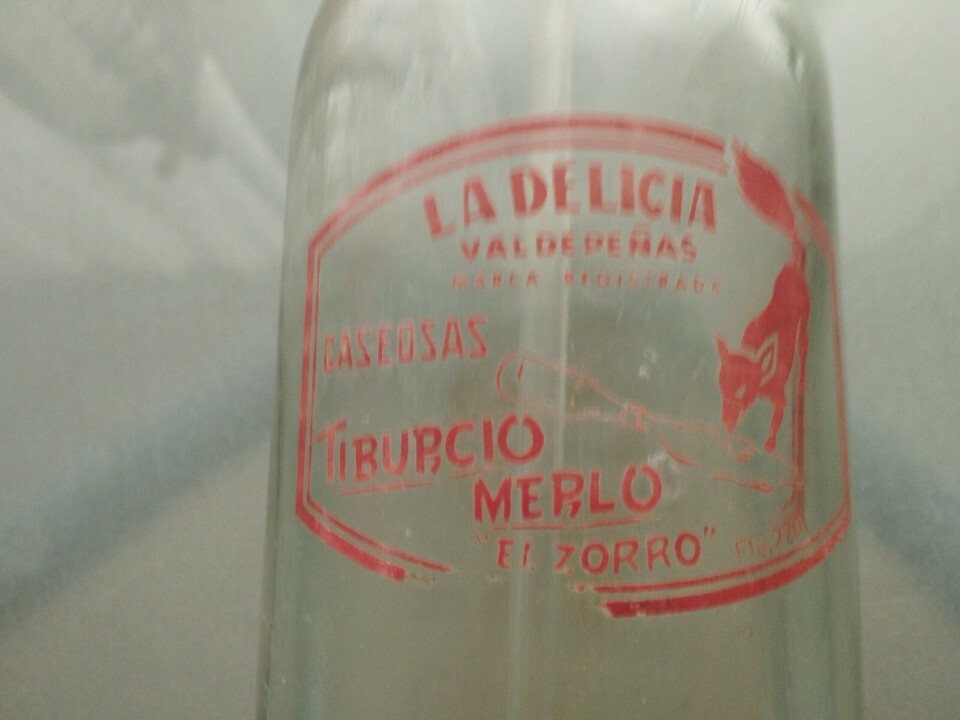 LA DELICIA
VALDEPEÑAS
MARCA REGISTRADA
GASEOSAS
TIBURCIO
MERLO
"EL ZORRO"